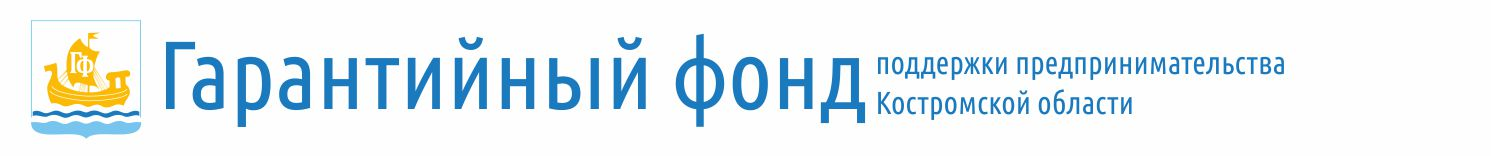 ГФ
Гарантийный фонд
поддержки предпринимательства
Костромской области